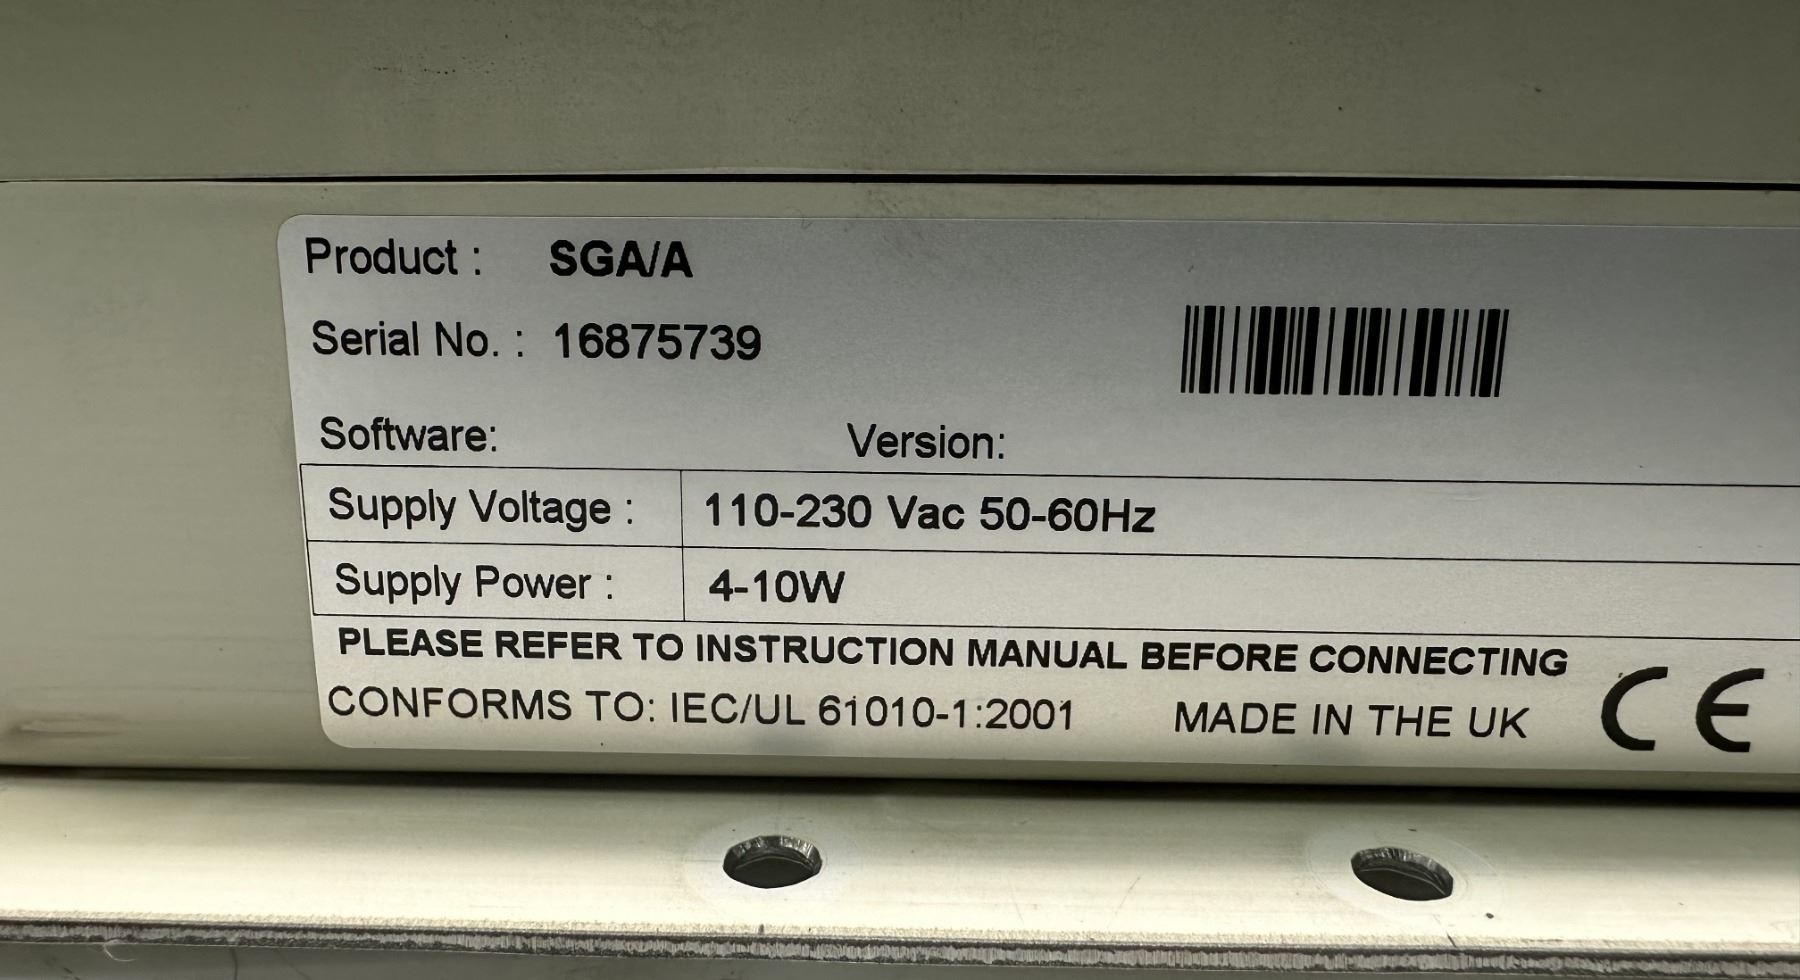 Product : SGA/A
Serial No. : 16875739
Software: Version:
Supply Voltage : 110-230 Vac 50-60Hz
Supply Power : 4-10W
PLEASE REFER TO INSTRUCTION MANUAL BEFORE CONNECTING
CONFORMS TO: IEC/UL 61010-1:2001 MADE IN THE UK CE